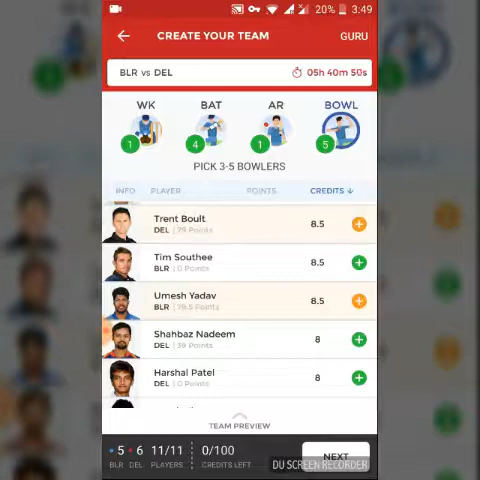 20% 3:49
CREATE YOUR TEAM GURU
BLR vs DEL 05h 40m 50s
WK BAT AR BOWL
1 4 1 5
PICK 3-5 BOWLERS
INFO PLAYER POINTS CREDITS ↓
Trent Boult 8.5
DEL | 79 Points
Tim Southee 8.5
BLR | 0 Points
Umesh Yadav 8.5
BLR | 79.5 Points
Shahbaz Nadeem 8
DEL | 39 Points
Harshal Patel 8
DEL | 0 Points
TEAM PREVIEW
5 6 11/11 0/100 NEXT
BLR DEL PLAYERS CREDITS LEFT
DU SCREEN RECORDER